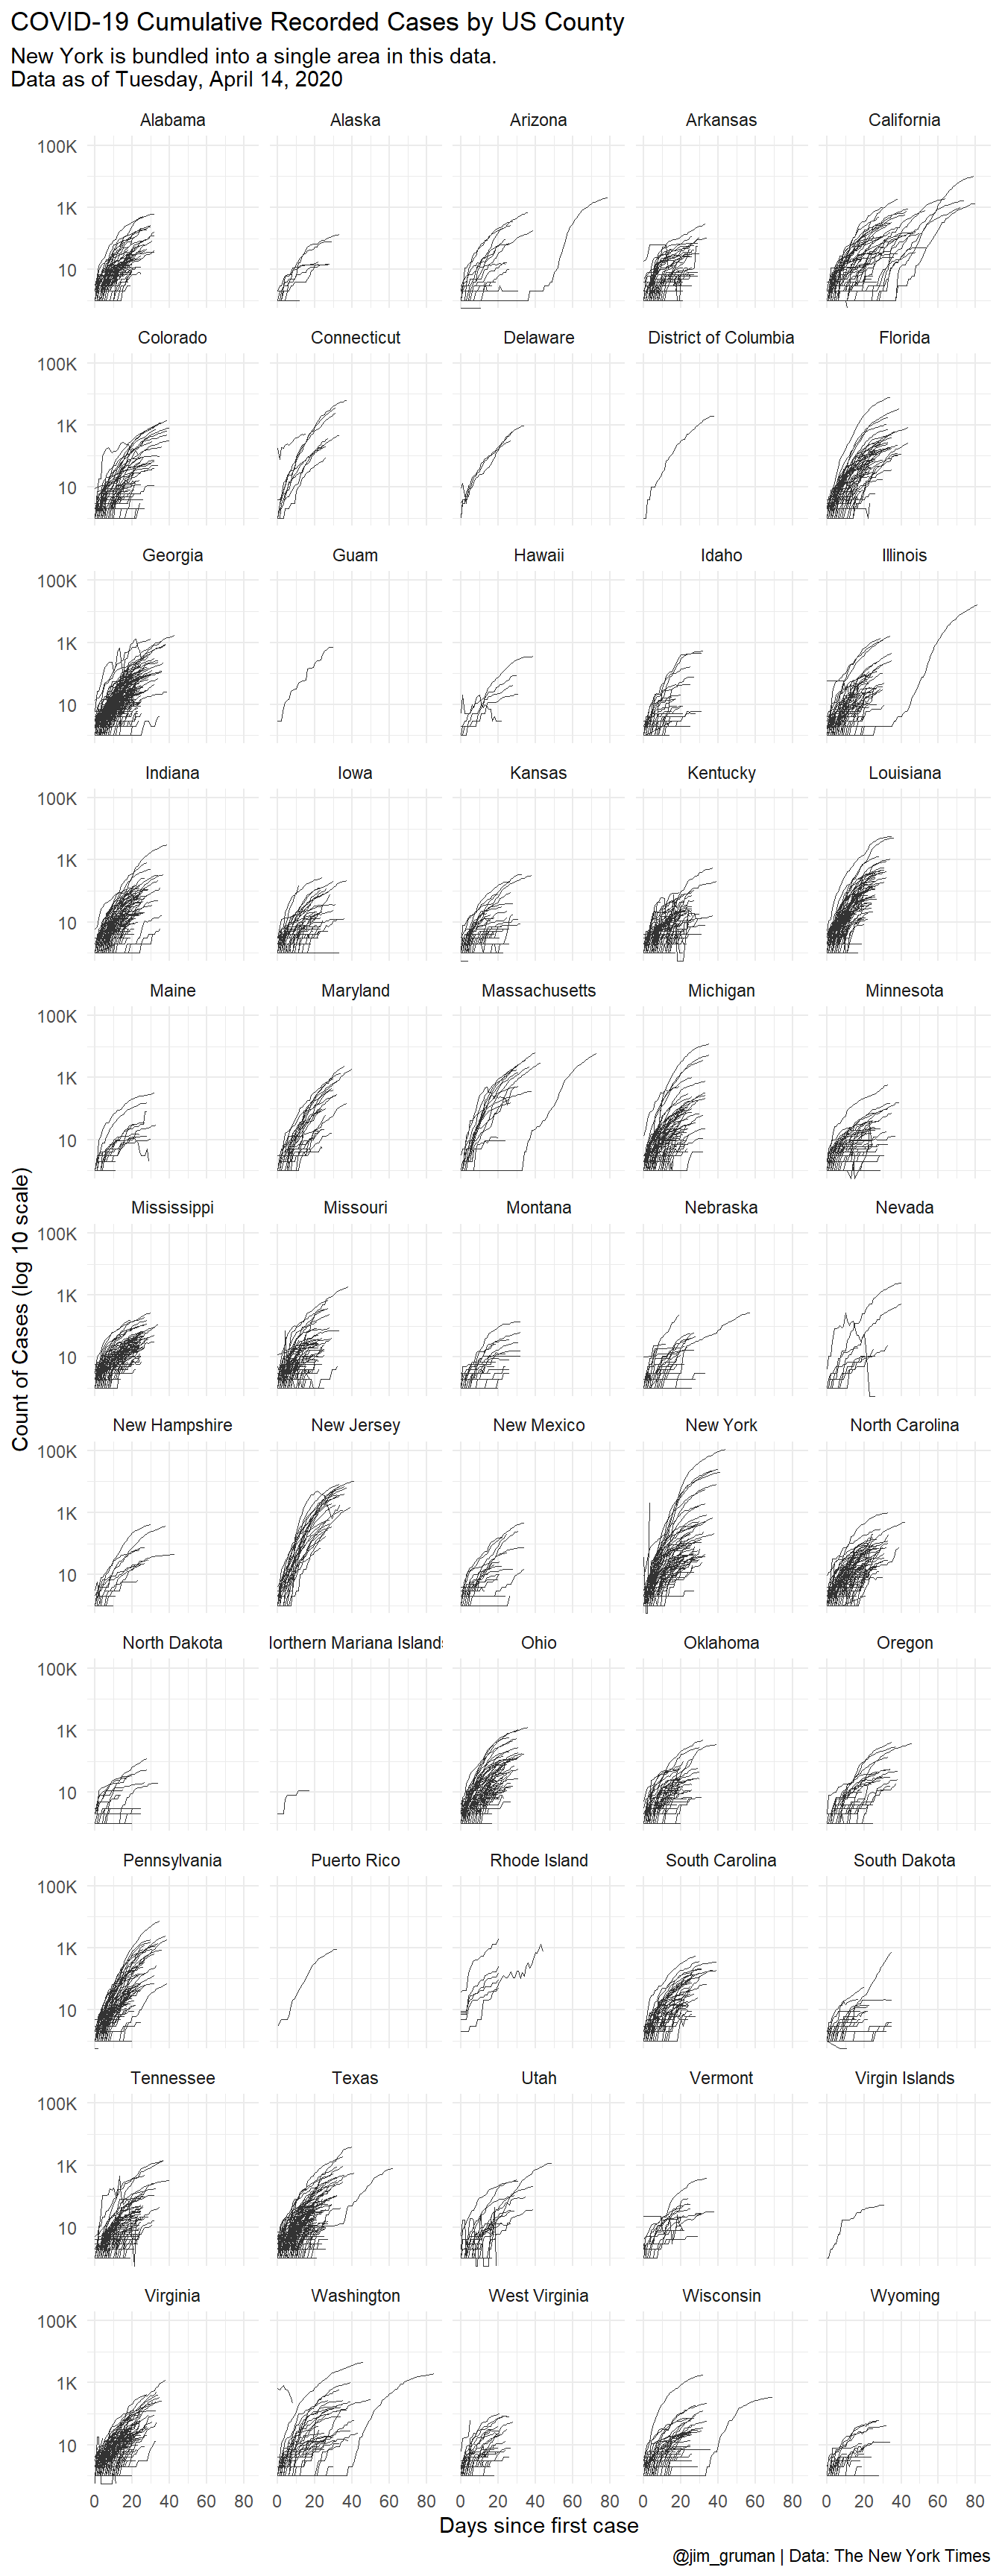 COVID-19 Cumulative Recorded Cases by US County
New York is bundled into a single area in this data.
Data as of Tuesday, April 14, 2020
Alabama Alaska Arizona Arkansas California
100K
1K
10
Colorado Connecticut Delaware District of Columbia Florida
100K
1K
10
Georgia Guam Hawaii Idaho Illinois
100K
1K
10
Indiana Iowa Kansas Kentucky Louisiana
100K
1K
10
Maine Maryland Massachusetts Michigan Minnesota
100K
1K
10
Count of Cases (log 10 scale)
Mississippi Missouri Montana Nebraska Nevada
100K
1K
10
New Hampshire New Jersey New Mexico New York North Carolina
100K
1K
10
North Dakota lorthern Mariana Islands Ohio Oklahoma Oregon
100K
1K
10
Pennsylvania Puerto Rico Rhode Island South Carolina South Dakota
100K
1K
10
Tennessee Texas Utah Vermont Virgin Islands
100K
1K
10
Virginia Washington West Virginia Wisconsin Wyoming
100K
1K
10
0 20 40 60 80 0 20 40 60 80 0 20 40 60 80 0 20 40 60 80 0 20 40 60 80
Days since first case
@jim_gruman | Data: The New York Times